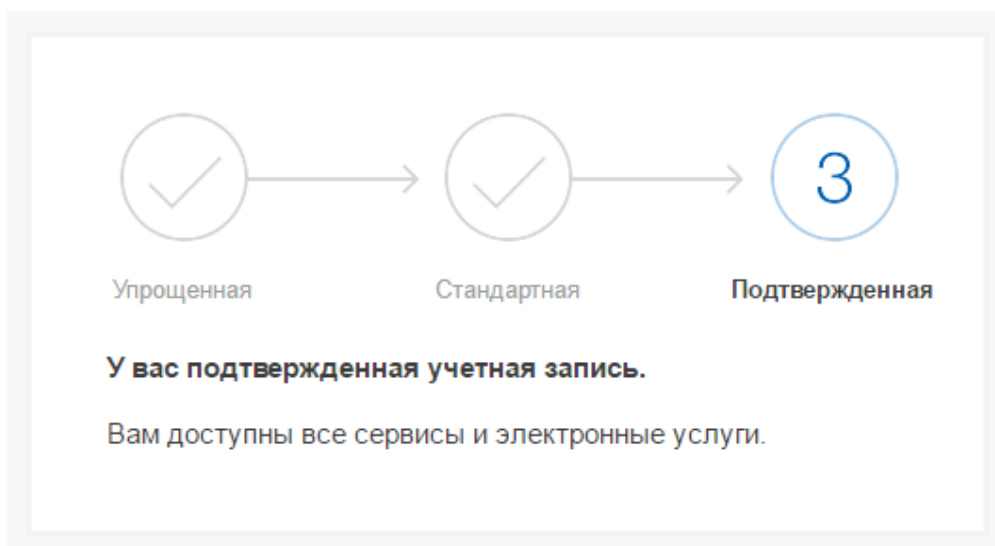 3
Упрощенная Стандартная Подтвержденная
У вас подтвержденная учетная запись.
Вам доступны все сервисы и электронные услуги.